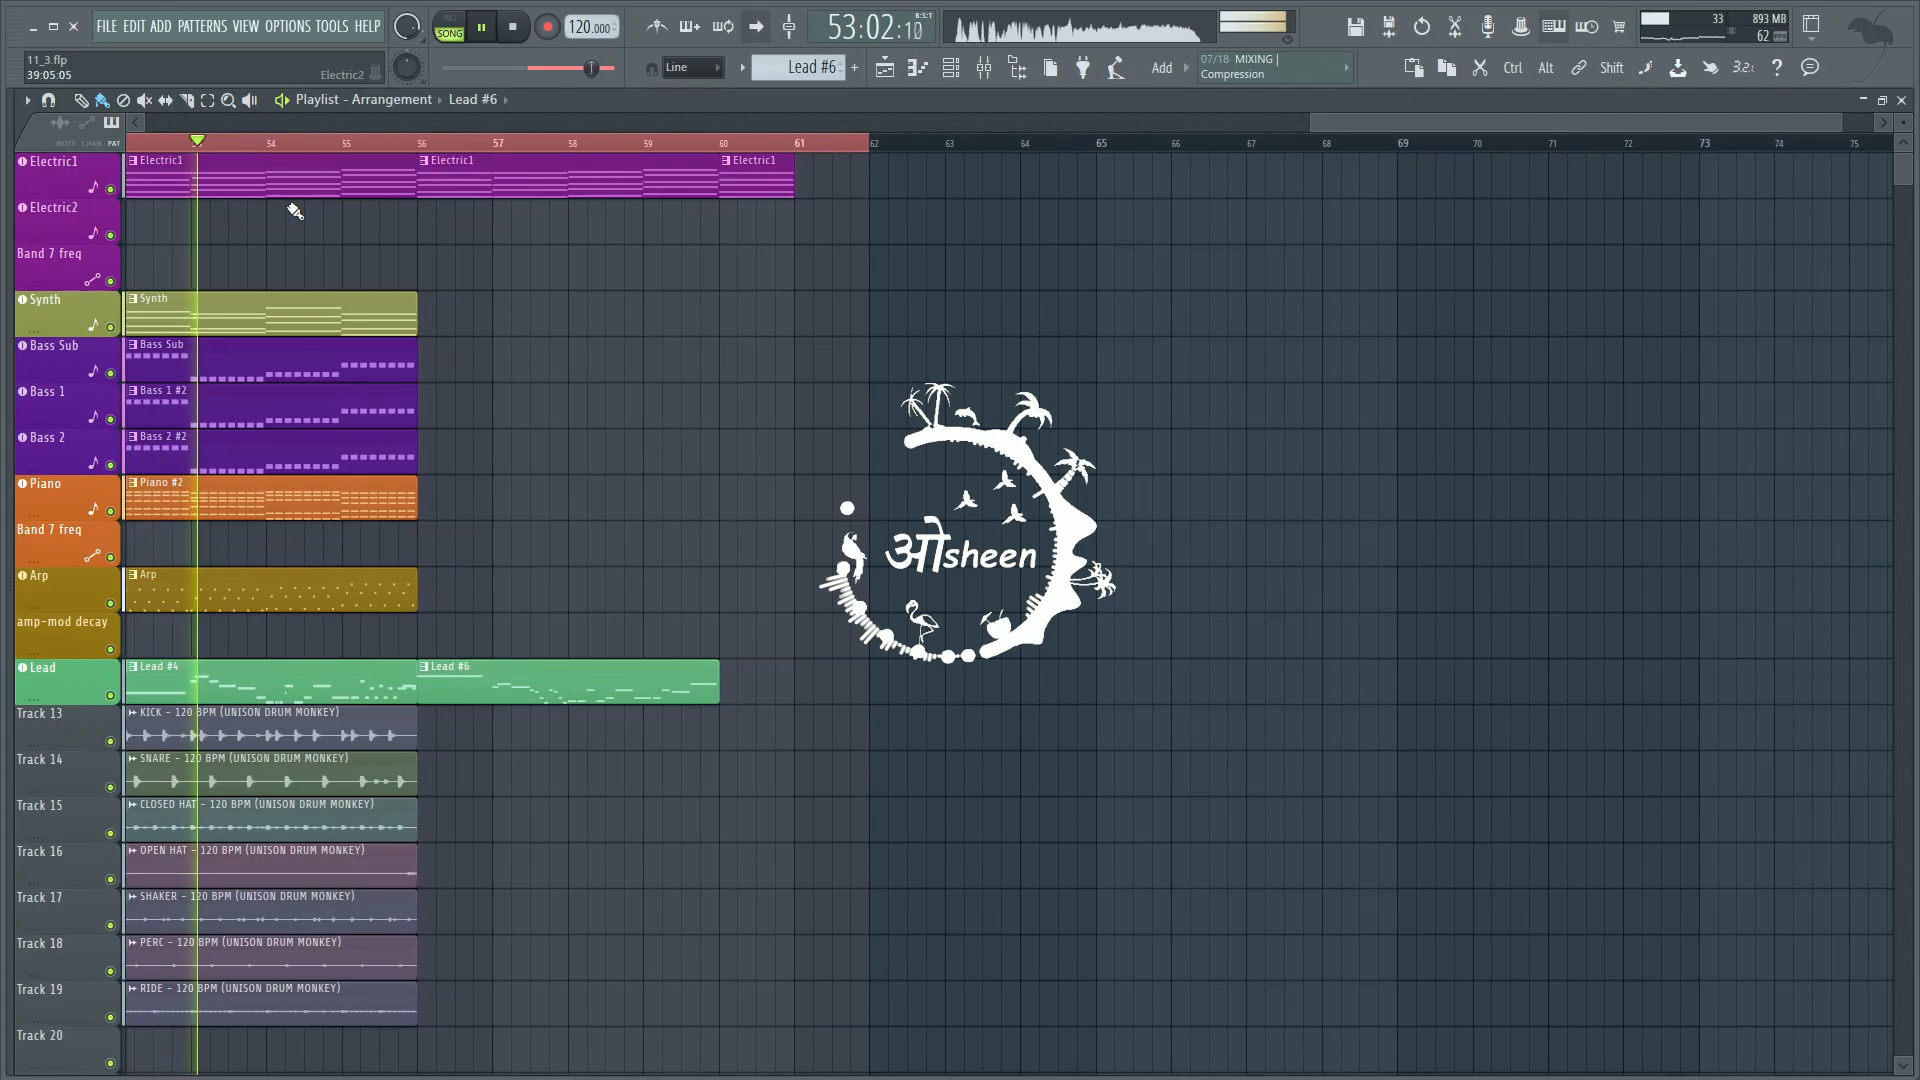 FILE EDIT ADD PATTERNS VIEW OPTIONS TOOLS HELP
PAT
SONG
120.000
53:02:10
B:S:T
33
893 MB
62
11_3.flp
39:05:05
Electric2
Line
Lead #6
Add
07/18 MIXING |
Compression
Ctrl
Alt
Shift
Playlist - Arrangement › Lead #6 ›
NOTE CHAN PAT
54 55 56 57 58 59 60 61 62 63 64 65 66 67 68 69 70 71 72 73 74 75
Electric1
Electric1
Electric1
Electric1
Electric2
Band 7 freq
Synth
Synth
Bass Sub
Bass Sub
Bass 1
Bass 1 #2
Bass 2
Bass 2 #2
Piano
Piano #2
Band 7 freq
Arp
Arp
amp-mod decay
Lead
Lead #4
Lead #6
Track 13
KICK - 120 BPM (UNISON DRUM MONKEY)
Track 14
SNARE - 120 BPM (UNISON DRUM MONKEY)
Track 15
CLOSED HAT - 120 BPM (UNISON DRUM MONKEY)
Track 16
OPEN HAT - 120 BPM (UNISON DRUM MONKEY)
Track 17
SHAKER - 120 BPM (UNISON DRUM MONKEY)
Track 18
PERC - 120 BPM (UNISON DRUM MONKEY)
Track 19
RIDE - 120 BPM (UNISON DRUM MONKEY)
Track 20
ओsheen